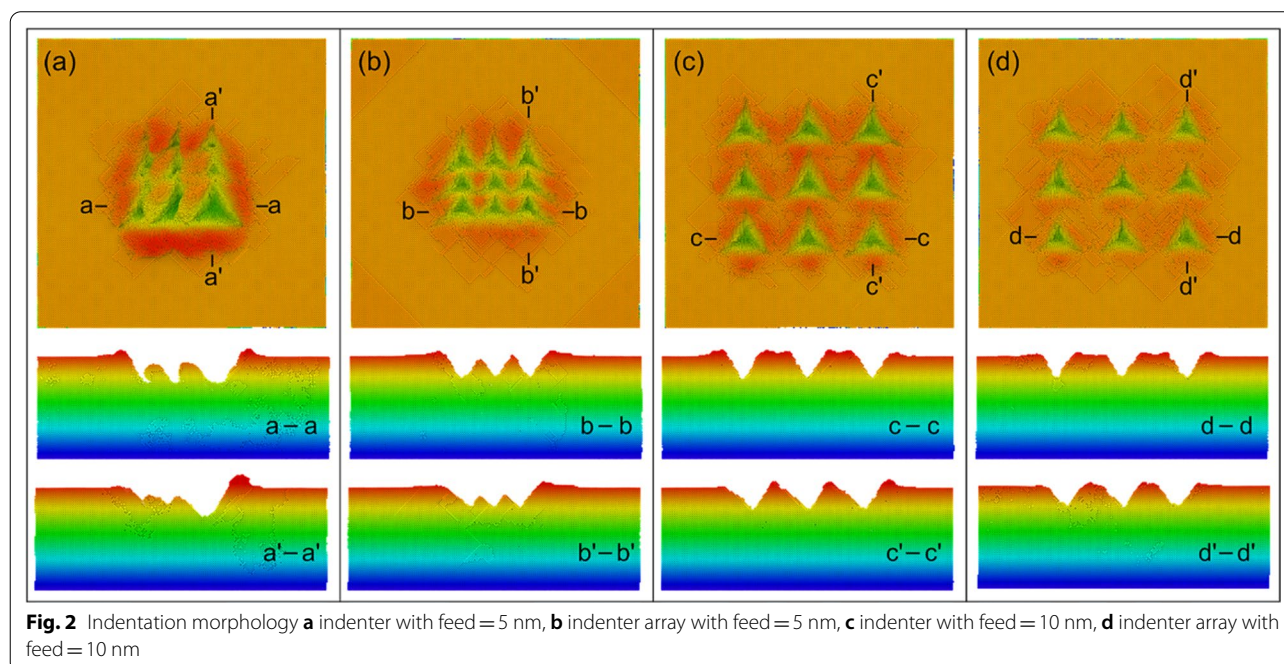 (a)
a'
a
a
a'
a – a
a'– a'
(b)
b'
b
b
b'
b – b
b'– b'
(c)
c'
c
c
c'
c – c
c'– c'
(d)
d'
d
d
d'
d – d
d'– d'
Fig. 2 Indentation morphology a indenter with feed = 5 nm, b indenter array with feed = 5 nm, c indenter with feed = 10 nm, d indenter array with
feed = 10 nm